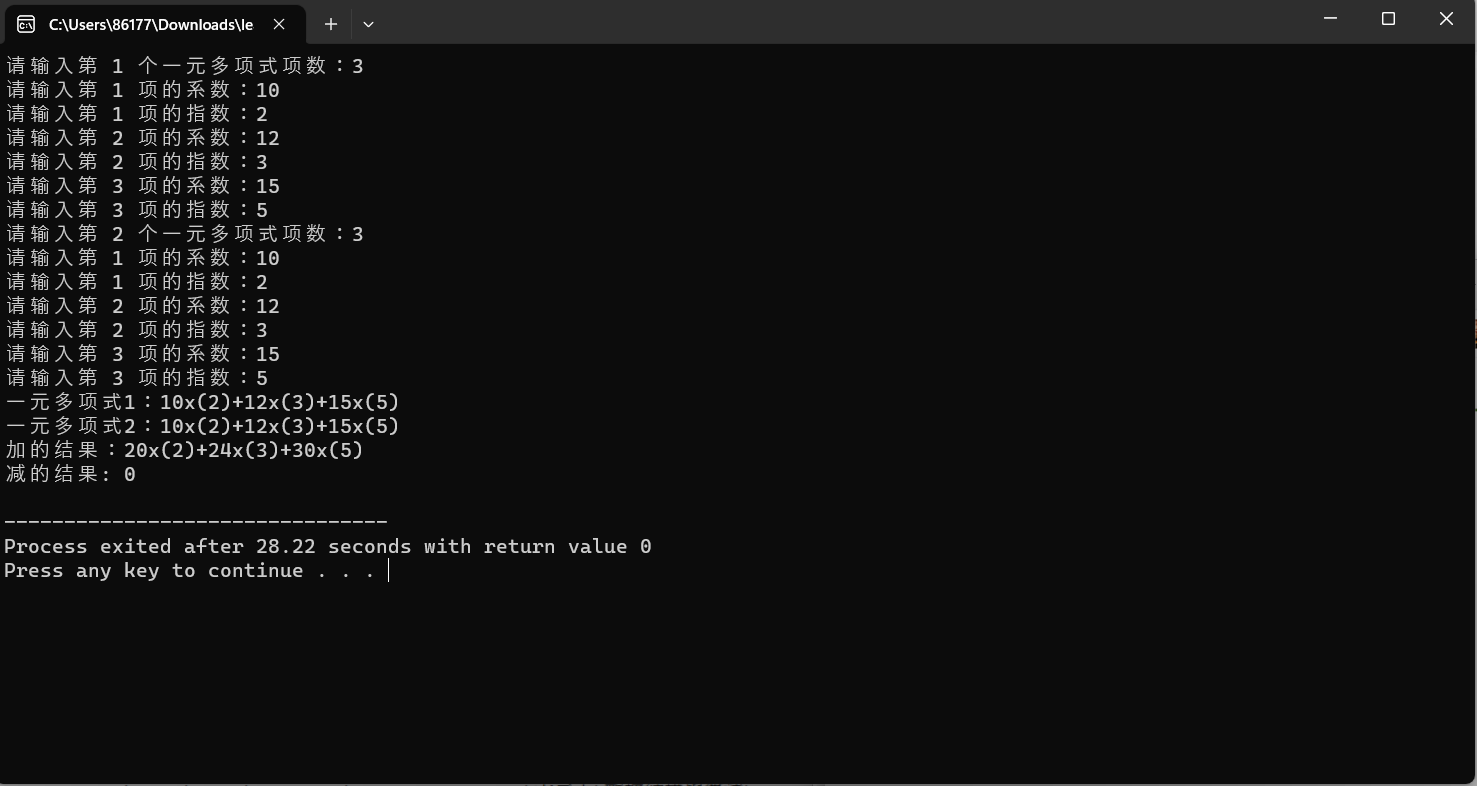 C:\Users\86177\Downloads\le
请输入第 1 个一元多项式项数：3
请输入第 1 项的系数：10
请输入第 1 项的指数：2
请输入第 2 项的系数：12
请输入第 2 项的指数：3
请输入第 3 项的系数：15
请输入第 3 项的指数：5
请输入第 2 个一元多项式项数：3
请输入第 1 项的系数：10
请输入第 1 项的指数：2
请输入第 2 项的系数：12
请输入第 2 项的指数：3
请输入第 3 项的系数：15
请输入第 3 项的指数：5
一元多项式1：10x(2)+12x(3)+15x(5)
一元多项式2：10x(2)+12x(3)+15x(5)
加的结果：20x(2)+24x(3)+30x(5)
减的结果: 0
--------------------------------
Process exited after 28.22 seconds with return value 0
Press any key to continue . . .